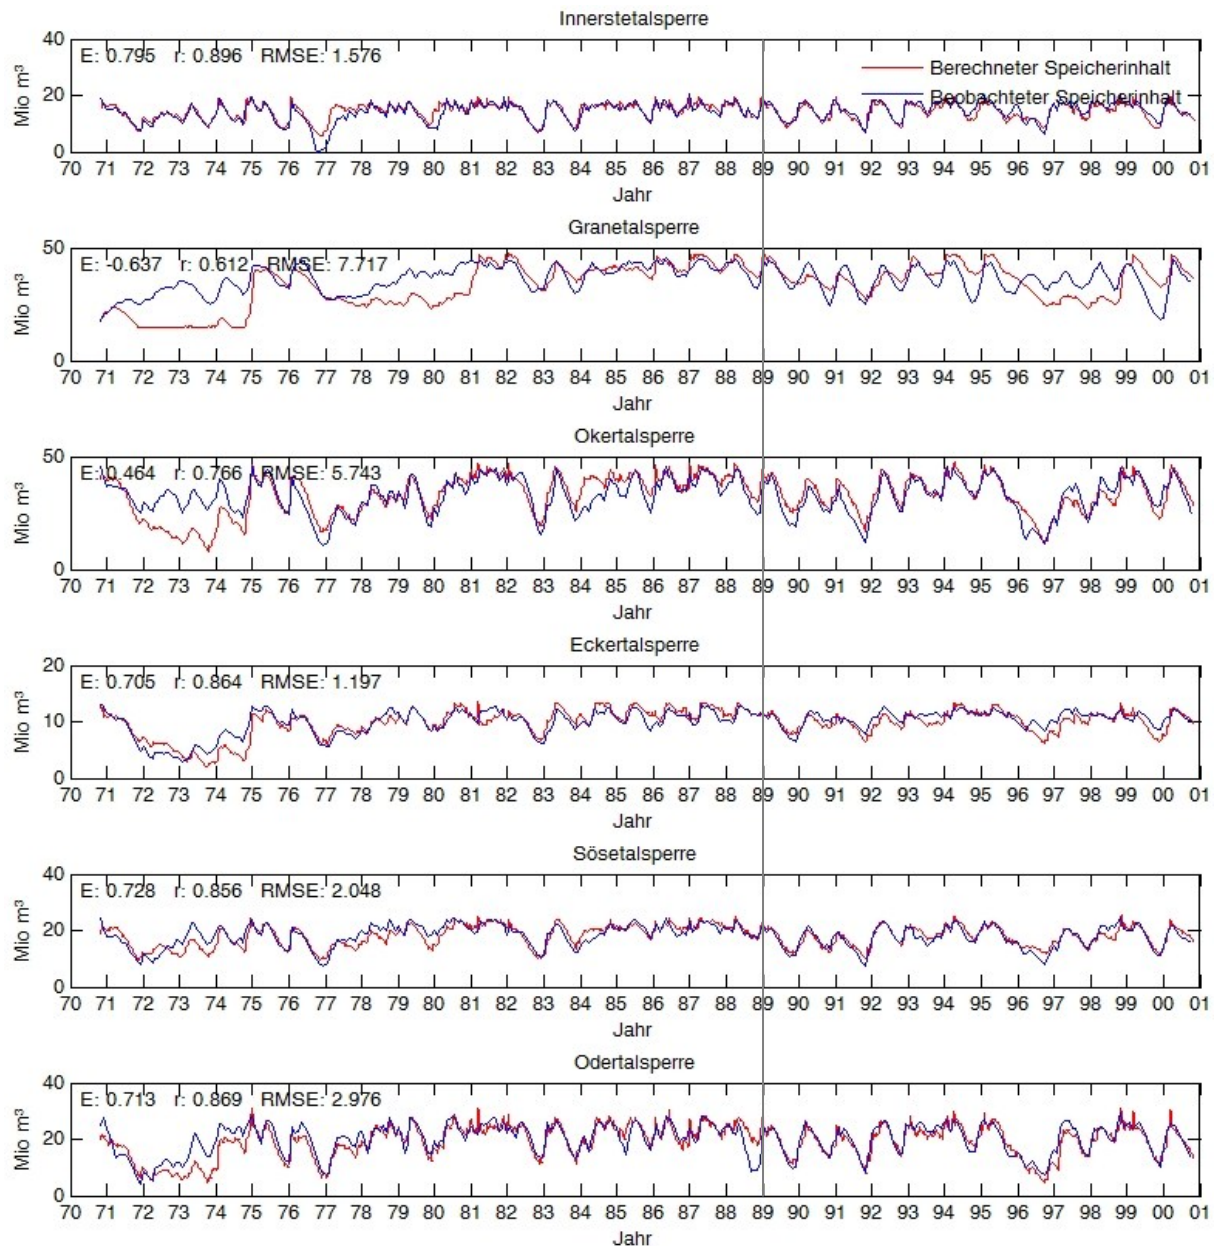 Innerstetalsperre
40
E: 0.795 r: 0.896 RMSE: 1.576
Berechneter Speicherinhalt
20
Beobachteter Speicherinhalt
Mio m³
0
70 71 72 73 74 75 76 77 78 79 80 81 82 83 84 85 86 87 88 89 90 91 92 93 94 95 96 97 98 99 00 01
Jahr
Granetalsperre
50
E: -0.637 r: 0.612 RMSE: 7.717
Mio m³
0
70 71 72 73 74 75 76 77 78 79 80 81 82 83 84 85 86 87 88 89 90 91 92 93 94 95 96 97 98 99 00 01
Jahr
Okertalsperre
50
E: 0.464 r: 0.766 RMSE: 5.743
Mio m³
0
70 71 72 73 74 75 76 77 78 79 80 81 82 83 84 85 86 87 88 89 90 91 92 93 94 95 96 97 98 99 00 01
Jahr
Eckertalsperre
20
E: 0.705 r: 0.864 RMSE: 1.197
10
Mio m³
0
70 71 72 73 74 75 76 77 78 79 80 81 82 83 84 85 86 87 88 89 90 91 92 93 94 95 96 97 98 99 00 01
Jahr
Sösetalsperre
40
E: 0.728 r: 0.856 RMSE: 2.048
20
Mio m³
0
70 71 72 73 74 75 76 77 78 79 80 81 82 83 84 85 86 87 88 89 90 91 92 93 94 95 96 97 98 99 00 01
Jahr
Odertalsperre
40
E: 0.713 r: 0.869 RMSE: 2.976
20
Mio m³
0
70 71 72 73 74 75 76 77 78 79 80 81 82 83 84 85 86 87 88 89 90 91 92 93 94 95 96 97 98 99 00 01
Jahr